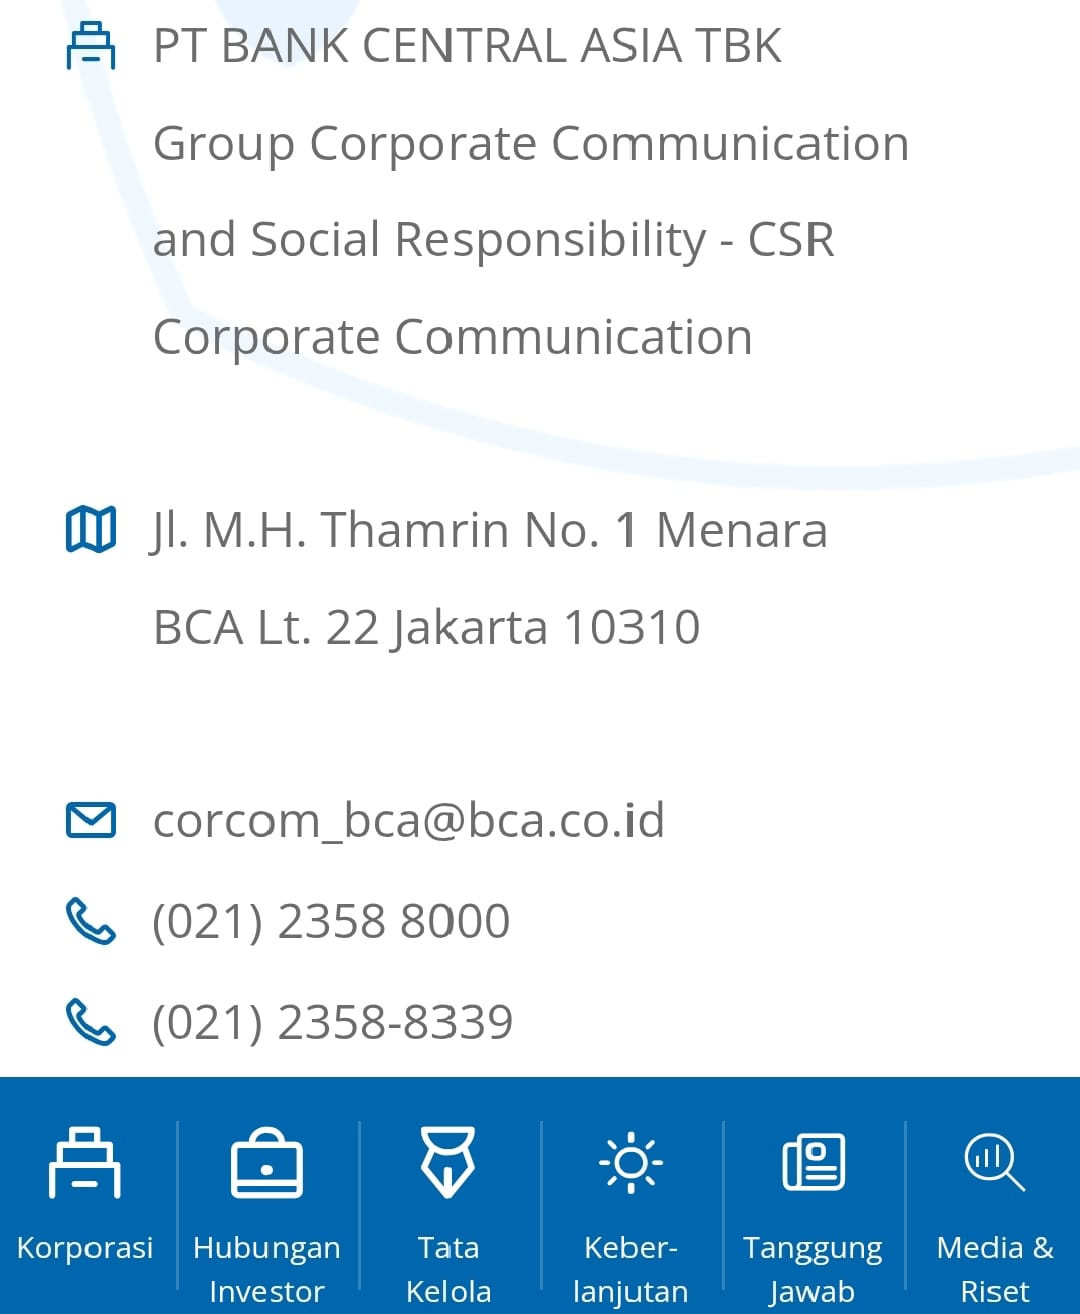 PT BANK CENTRAL ASIA TBK
Group Corporate Communication
and Social Responsibility - CSR
Corporate Communication
Jl. M.H. Thamrin No. 1 Menara
BCA Lt. 22 Jakarta 10310
corcom_bca@bca.co.id
(021) 2358 8000
(021) 2358-8339
Korporasi
Hubungan
Investor
Tata
Kelola
Keber-
lanjutan
Tanggung
Jawab
Media &
Riset